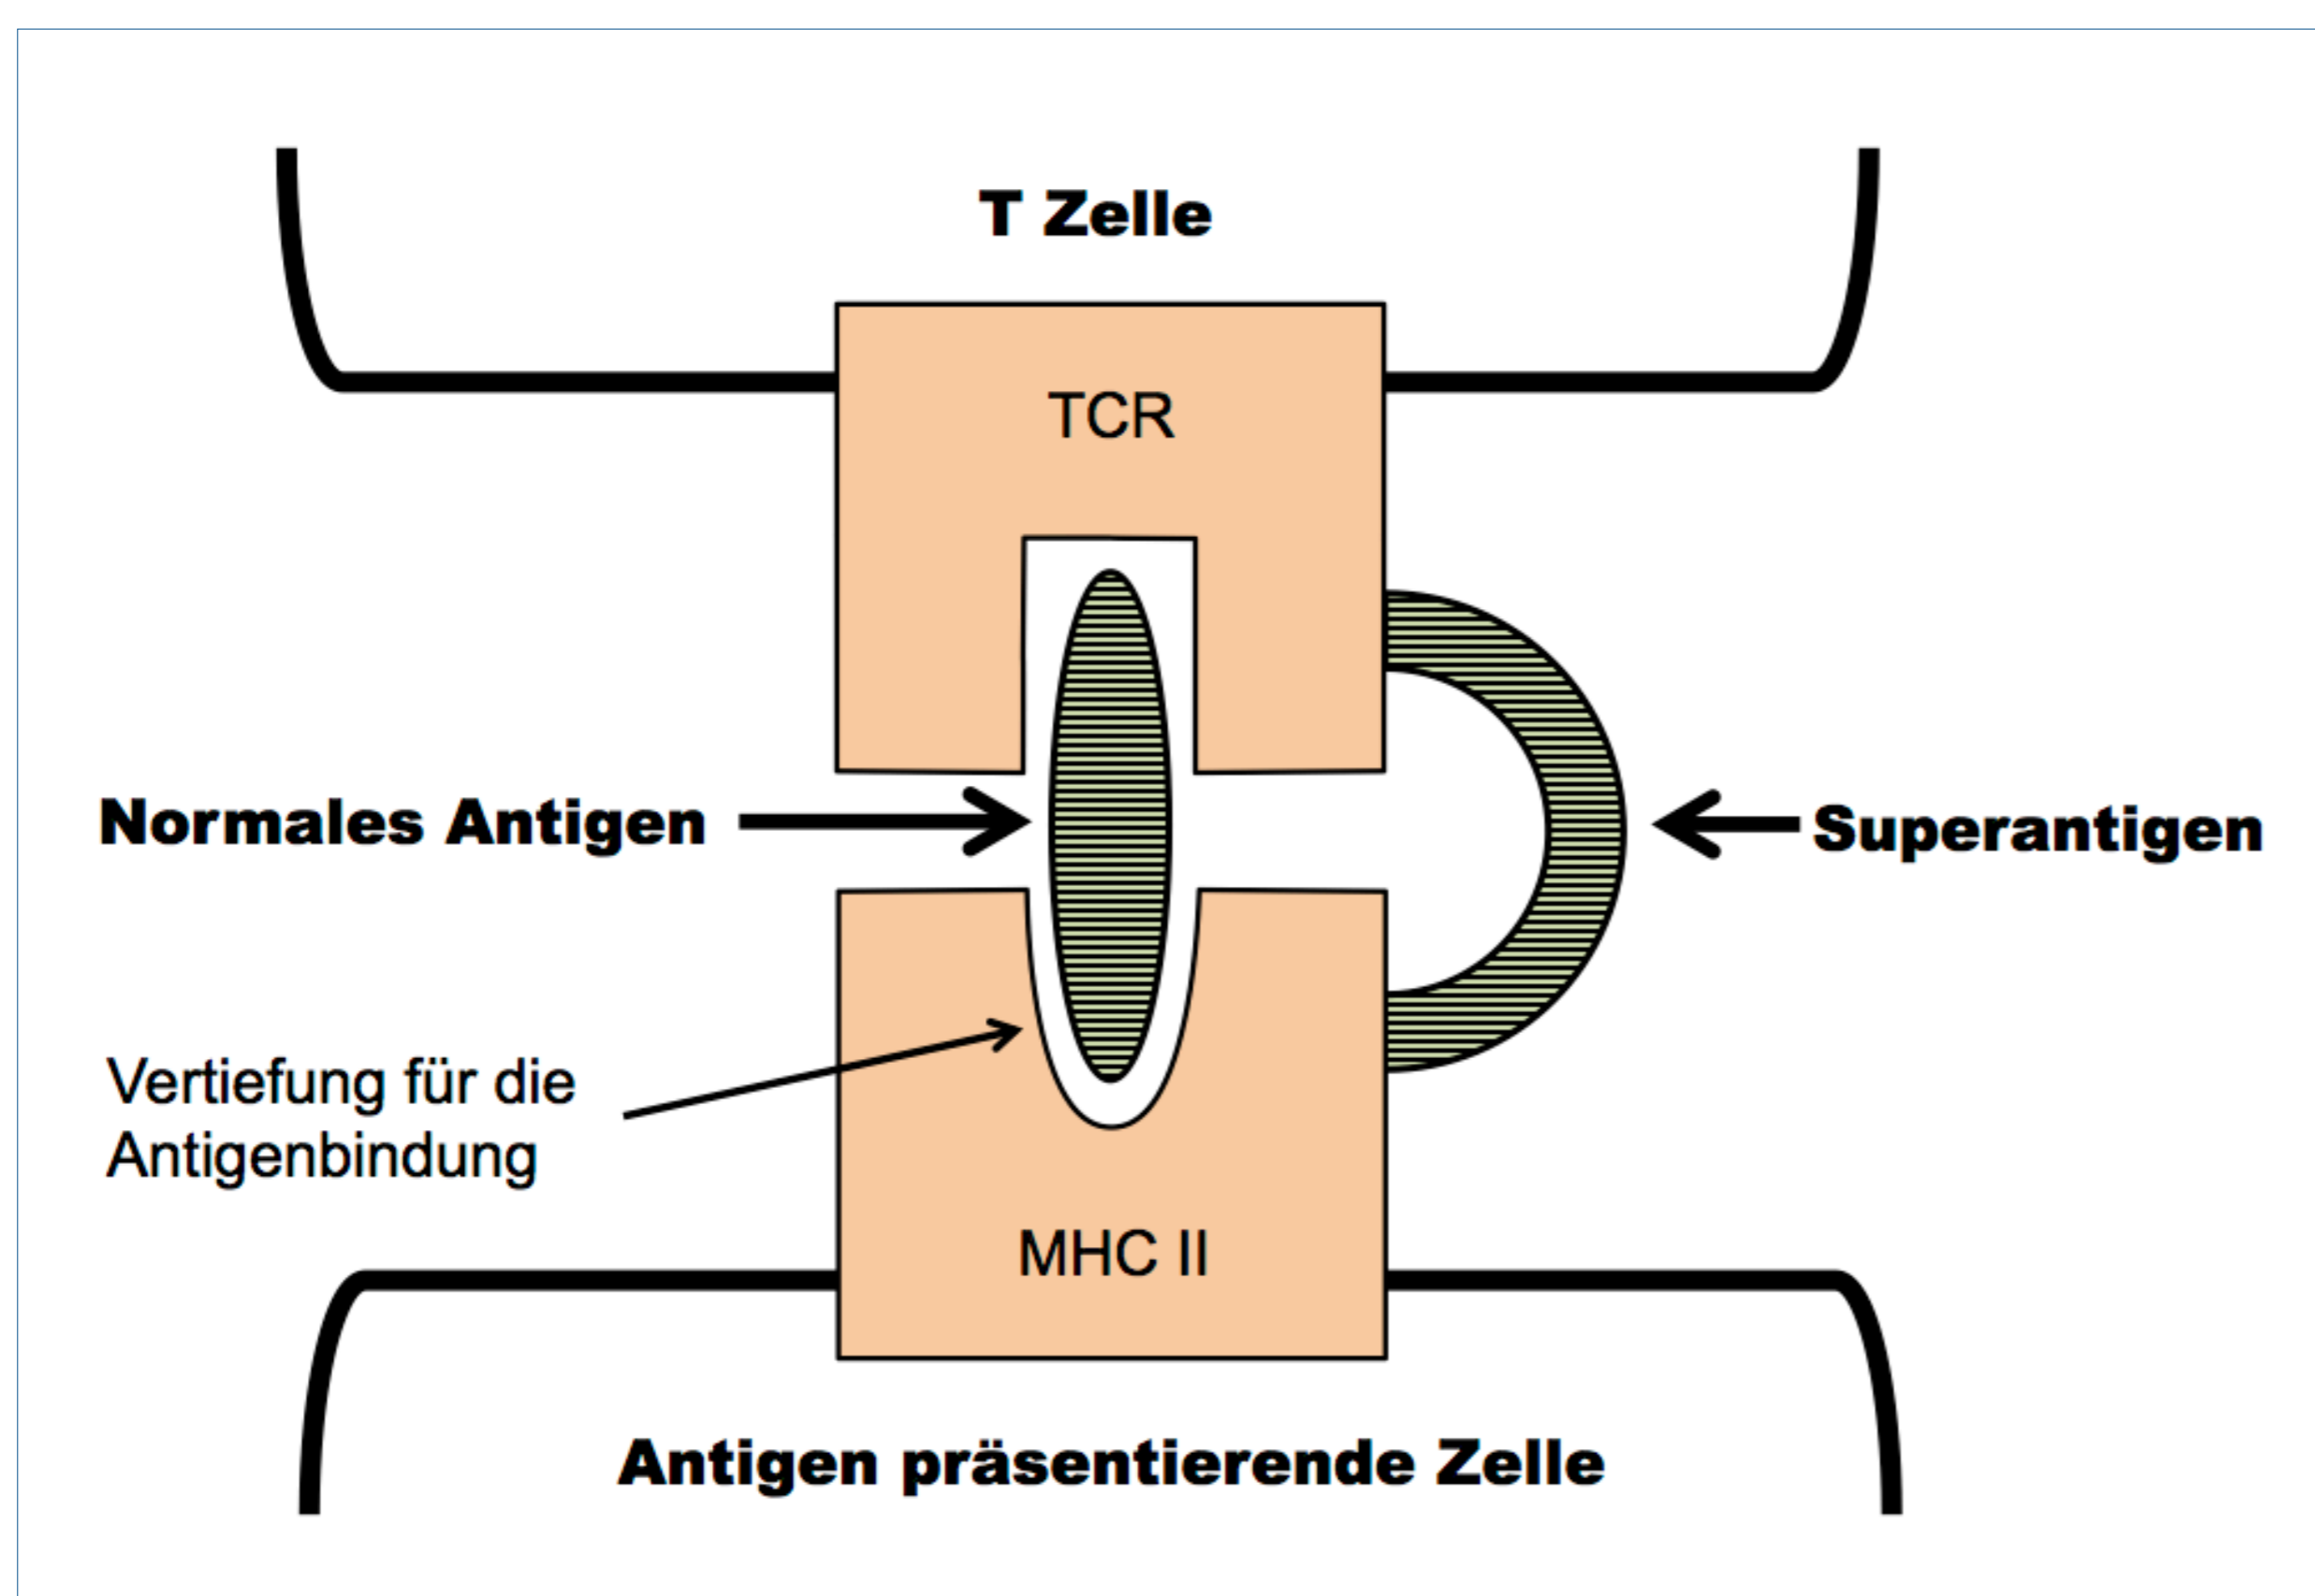 T Zelle
TCR
Normales Antigen
Superantigen
Vertiefung für die
Antigenbindung
MHC II
Antigen präsentierende Zelle